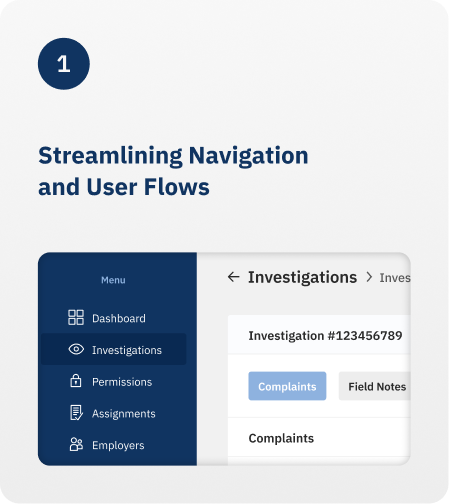 1
Streamlining Navigation
and User Flows
Menu
Dashboard
Investigations
Permissions
Assignments
Employers
Investigations
Inves
Investigation #123456789
Complaints
Field Notes
Complaints